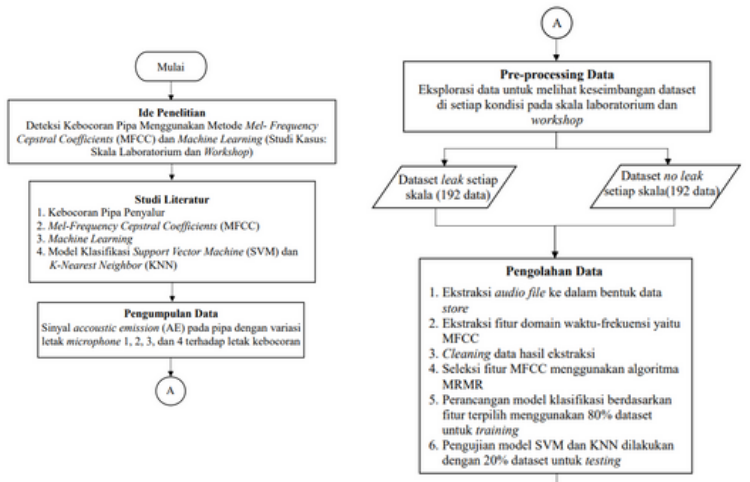 Mulai
Ide Penelitian
Deteksi Kebocoran Pipa Menggunakan Metode Mel- Frequency
Cepstral Coefficients (MFCC) dan Machine Learning (Studi Kasus:
Skala Laboratorium dan Workshop)
Studi Literatur
1. Kebocoran Pipa Penyalur
2. Mel-Frequency Cepstral Coefficients (MFCC)
3. Machine Learning
4. Model Klasifikasi Support Vector Machine (SVM) dan
K-Nearest Neighbor (KNN)
Pengumpulan Data
Sinyal accoustic emission (AE) pada pipa dengan variasi
letak microphone 1, 2, 3, dan 4 terhadap letak kebocoran
A
A
Pre-processing Data
Eksplorasi data untuk melihat keseimbangan dataset
di setiap kondisi pada skala laboratorium dan
workshop
Dataset leak setiap
skala (192 data)
Dataset no leak
setiap skala(192 data)
Pengolahan Data
1. Ekstraksi audio file ke dalam bentuk data
store
2. Ekstraksi fitur domain waktu-frekuensi yaitu
MFCC
3. Cleaning data hasil ekstraksi
4. Seleksi fitur MFCC menggunakan algoritma
MRMR
5. Perancangan model klasifikasi berdasarkan
fitur terpilih menggunakan 80% dataset
untuk training
6. Pengujian model SVM dan KNN dilakukan
dengan 20% dataset untuk testing